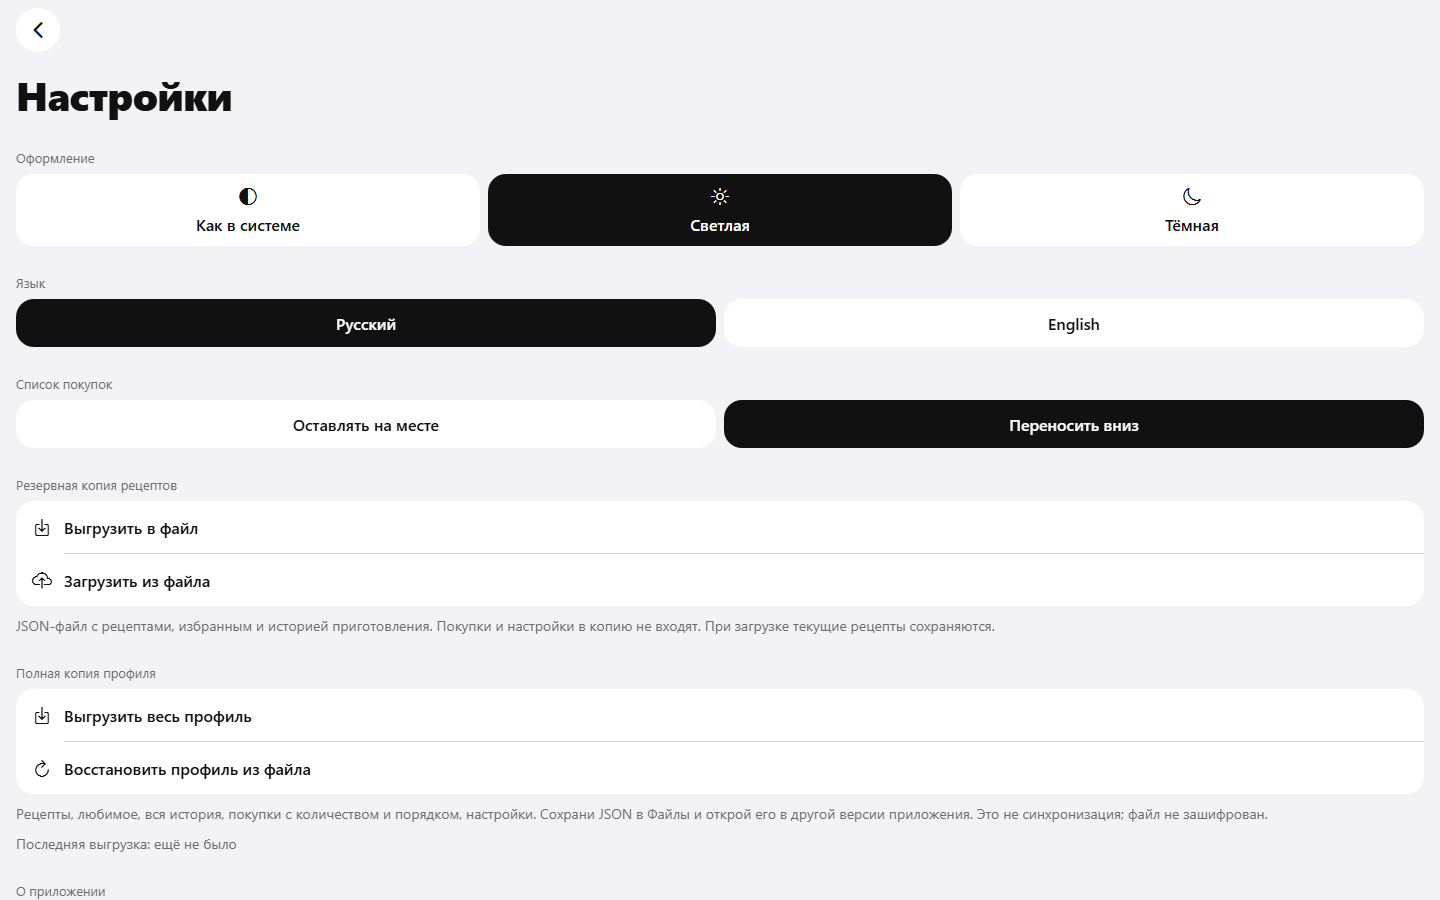 Настройки
Оформление
Как в системе
Светлая
Тёмная
Язык
Русский
English
Список покупок
Оставлять на месте
Переносить вниз
Резервная копия рецептов
Выгрузить в файл
Загрузить из файла
JSON-файл с рецептами, избранным и историей приготовления. Покупки и настройки в копию не входят. При загрузке текущие рецепты сохраняются.
Полная копия профиля
Выгрузить весь профиль
Восстановить профиль из файла
Рецепты, любимое, вся история, покупки с количеством и порядком, настройки. Сохрани JSON в Файлы и открой его в другой версии приложения. Это не синхронизация; файл не зашифрован.
Последняя выгрузка: ещё не было
О приложении